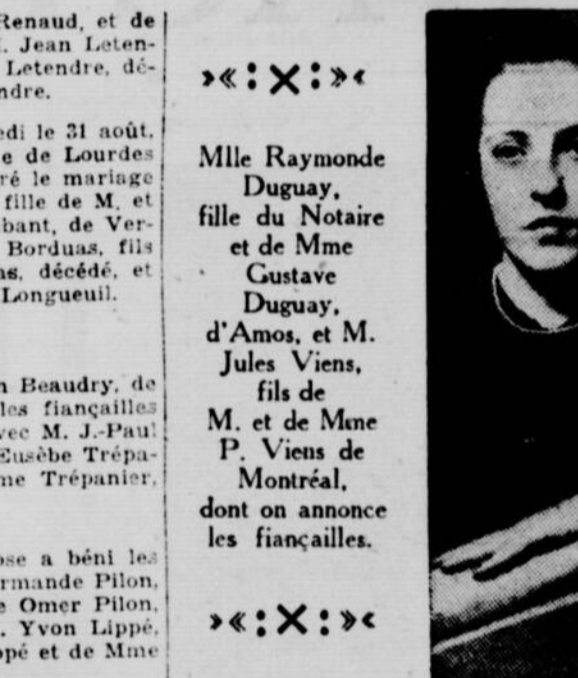 Renaud, et de
Jean Leten-
Letendre, dé-
ndre.
edi le 31 août,
e de Lourdes
ré le mariage
fille de M. et
bant, de Ver-
Borduas, fils
décédé, et
Longueuil.
n Beaudry, de
les fiançailles
vec M. J.-Paul
Eusèbe Trépa-
me Trépanier,
ose a béni les
rmande Pilon,
e Omer Pilon,
. Yvon Lippé,
ppé et de Mme
Mlle Raymonde
Duguay,
fille du Notaire
et de Mme
Gustave
Duguay,
d'Amos, et M.
Jules Viens,
fils de
M. et de Mme
P. Viens de
Montréal,
dont on annonce
les fiançailles.